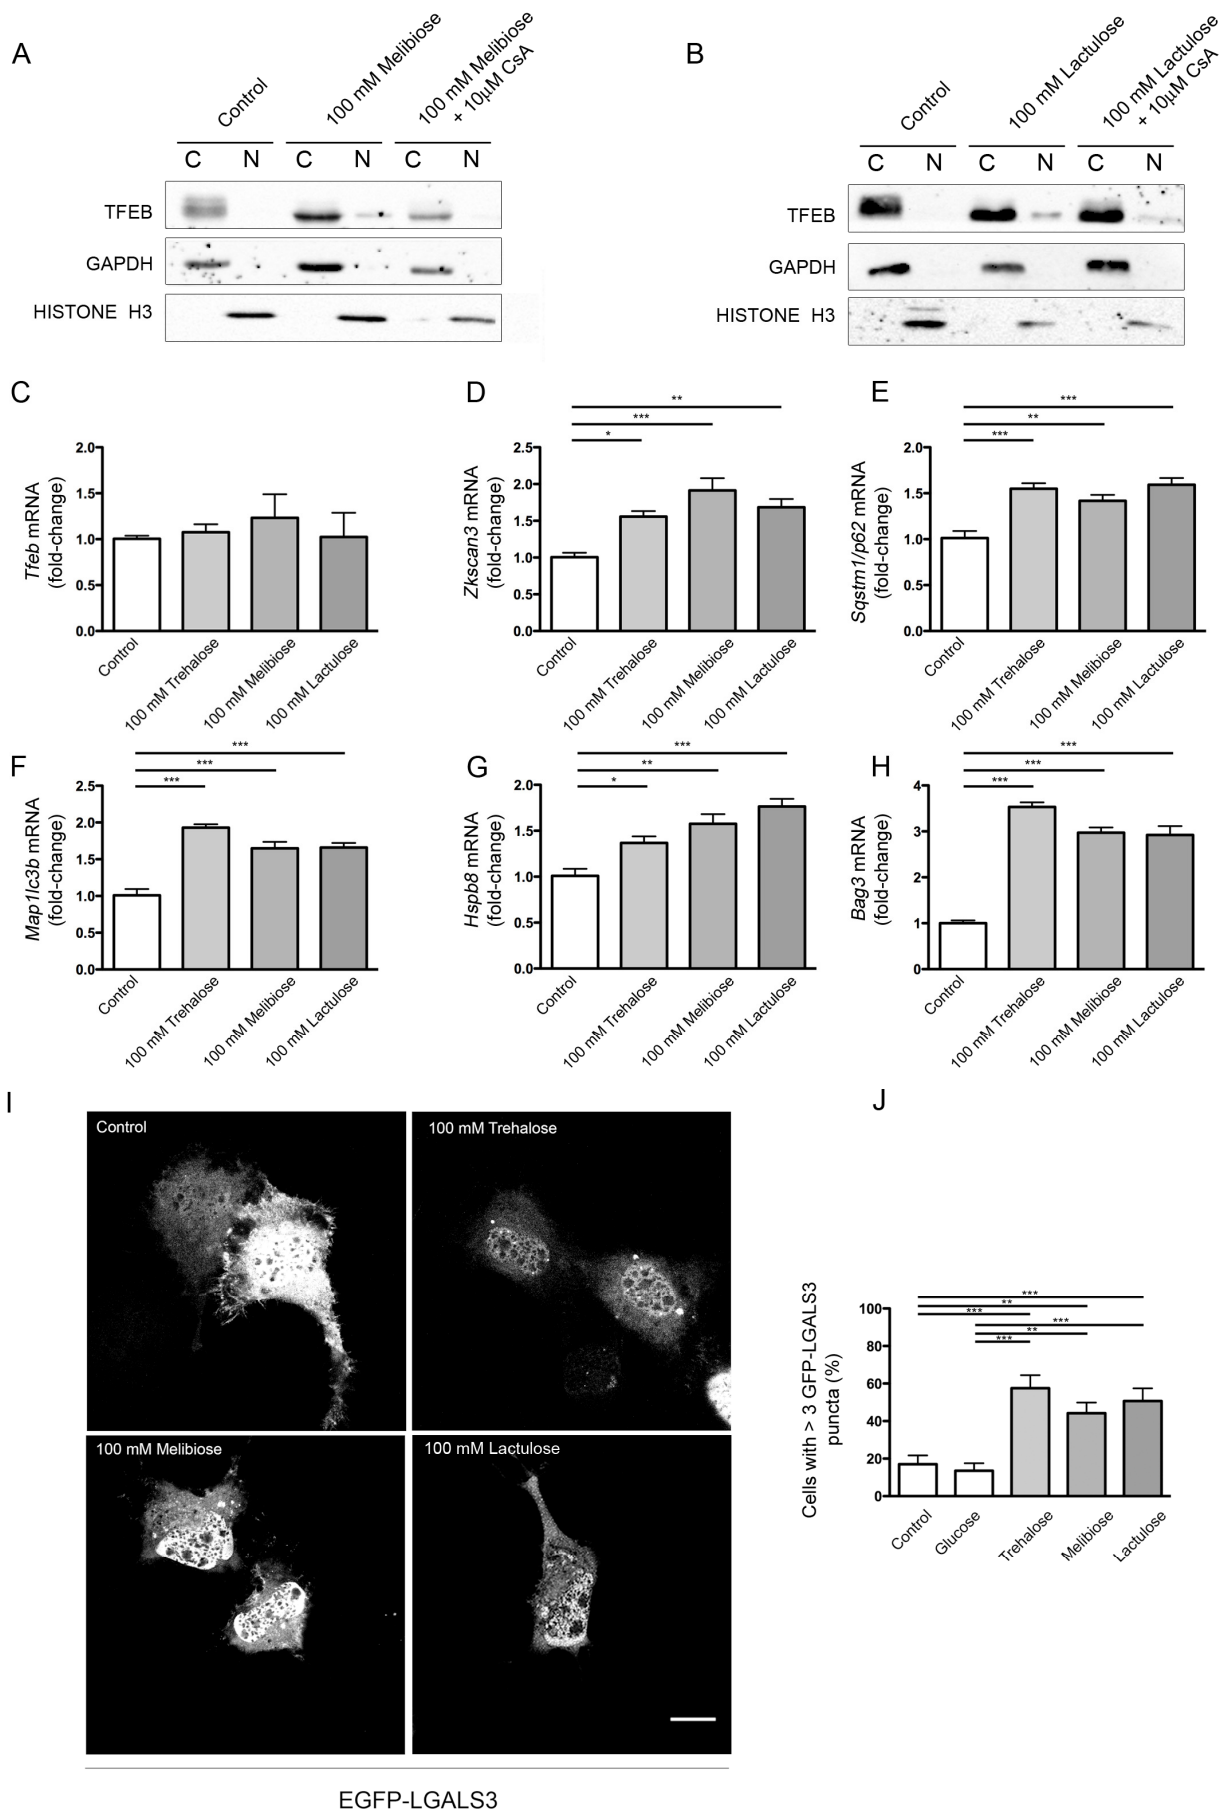 A
Control
100 mM Melibiose
100 mM Melibiose
+ 10µM CsA
C N C N C N
TFEB
GAPDH
HISTONE H3
B
Control
100 mM Lactulose
100 mM Lactulose
+ 10µM CsA
C N C N C N
TFEB
GAPDH
HISTONE H3
C
Tfeb mRNA
(fold-change)
2.0
1.5
1.0
0.5
0.0
Control
100 mM Trehalose
100 mM Melibiose
100 mM Lactulose
D
**
***
*
Zkscan3 mRNA
(fold-change)
2.5
2.0
1.5
1.0
0.5
0.0
Control
100 mM Trehalose
100 mM Melibiose
100 mM Lactulose
E
***
**
***
Sqstm1/p62 mRNA
(fold-change)
2.0
1.5
1.0
0.5
0.0
Control
100 mM Trehalose
100 mM Melibiose
100 mM Lactulose
F
***
***
***
Map1lc3b mRNA
(fold-change)
2.5
2.0
1.5
1.0
0.5
0.0
Control
100 mM Trehalose
100 mM Melibiose
100 mM Lactulose
G
***
**
*
Hspb8 mRNA
(fold-change)
2.0
1.5
1.0
0.5
0.0
Control
100 mM Trehalose
100 mM Melibiose
100 mM Lactulose
H
***
***
***
Bag3 mRNA
(fold-change)
4
3
2
1
0
Control
100 mM Trehalose
100 mM Melibiose
100 mM Lactulose
I
Control
100 mM Trehalose
100 mM Melibiose
100 mM Lactulose
EGFP-LGALS3
J
***
**
***
***
**
***
Cells with > 3 GFP-LGALS3
puncta (%)
100
80
60
40
20
0
Control
Glucose
Trehalose
Melibiose
Lactulose